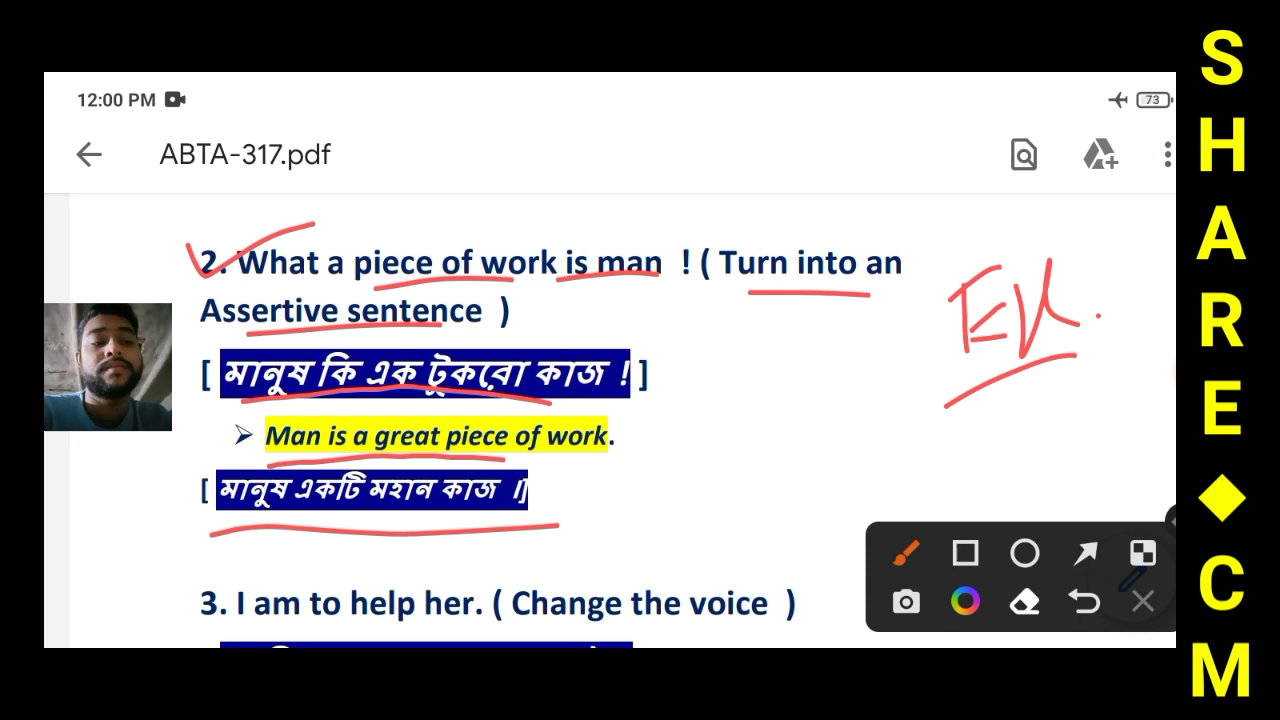 12:00 PM
73
ABTA-317.pdf
2. What a piece of work is man ! ( Turn into an
Assertive sentence )
[ মানুষ কি এক টুকরো কাজ ! ]
➢ Man is a great piece of work.
[ মানুষ একটি মহান কাজ ।]
3. I am to help her. ( Change the voice )
SHARE◆CM